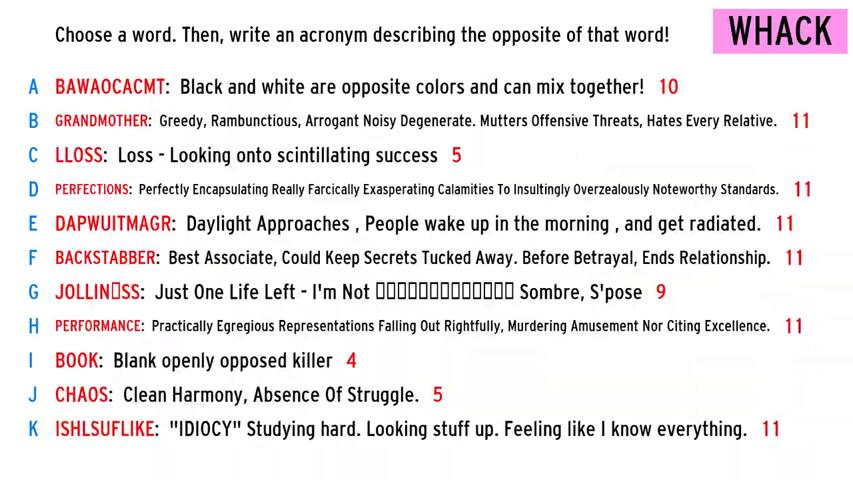 Choose a word. Then, write an acronym describing the opposite of that word!
WHACK
A BAWAOCACMT: Black and white are opposite colors and can mix together! 10
B GRANDMOTHER: Greedy, Rambunctious, Arrogant Noisy Degenerate. Mutters Offensive Threats, Hates Every Relative. 11
C LLOSS: Loss - Looking onto scintillating success 5
D PERFECTIONS: Perfectly Encapsulating Really Farcically Exasperating Calamities To Insultingly Overzealously Noteworthy Standards. 11
E DAPWUITMAGR: Daylight Approaches , People wake up in the morning , and get radiated. 11
F BACKSTABBER: Best Associate, Could Keep Secrets Tucked Away. Before Betrayal, Ends Relationship. 11
G JOLLIN▯SS: Just One Life Left - I'm Not ▯▯▯▯▯▯▯▯▯▯▯▯▯▯ Sombre, S'pose 9
H PERFORMANCE: Practically Egregious Representations Falling Out Rightfully, Murdering Amusement Nor Citing Excellence. 11
I BOOK: Blank openly opposed killer 4
J CHAOS: Clean Harmony, Absence Of Struggle. 5
K ISHLSUFLIKE: "IDIOCY" Studying hard. Looking stuff up. Feeling like I know everything. 11